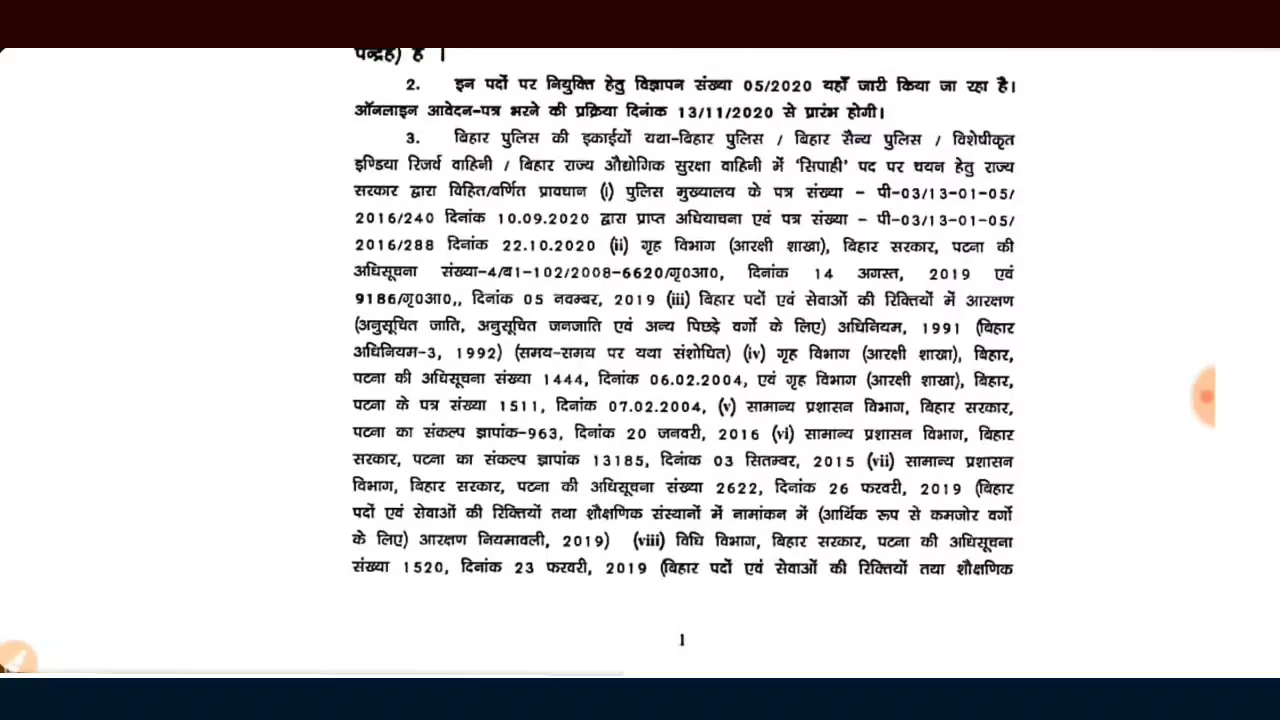 पन्द्रह) है ।
2. इन पदों पर नियुक्ति हेतु विज्ञापन संख्या 05/2020 यहाँ जारी किया जा रहा है।
ऑनलाइन आवेदन-पत्र भरने की प्रक्रिया दिनांक 13/11/2020 से प्रारंभ होगी।
3. बिहार पुलिस की इकाईयों यथा-बिहार पुलिस / बिहार सैन्य पुलिस / विशेषीकृत
इण्डिया रिजर्व वाहिनी / बिहार राज्य औद्योगिक सुरक्षा वाहिनी में 'सिपाही' पद पर चयन हेतु राज्य
सरकार द्वारा विहित/वर्णित प्रावधान (i) पुलिस मुख्यालय के पत्र संख्या - पी-03/13-01-05/
2016/240 दिनांक 10.09.2020 द्वारा प्राप्त अधियाचना एवं पत्र संख्या - पी-03/13-01-05/
2016/288 दिनांक 22.10.2020 (ii) गृह विभाग (आरक्षी शाखा), बिहार सरकार, पटना की
अधिसूचना संख्या-4/ब1-102/2008-6620/गृ0आ0, दिनांक 14 अगस्त, 2019 एवं
9186/गृ0आ0,, दिनांक 05 नवम्बर, 2019 (iii) बिहार पदों एवं सेवाओं की रिक्तियों में आरक्षण
(अनुसूचित जाति, अनुसूचित जनजाति एवं अन्य पिछड़े वर्गो के लिए) अधिनियम, 1991 (बिहार
अधिनियम-3, 1992) (समय-समय पर यथा संशोधित) (iv) गृह विभाग (आरक्षी शाखा), बिहार,
पटना की अधिसूचना संख्या 1444, दिनांक 06.02.2004, एवं गृह विभाग (आरक्षी शाखा), बिहार,
पटना के पत्र संख्या 1511, दिनांक 07.02.2004, (v) सामान्य प्रशासन विभाग, बिहार सरकार,
पटना का संकल्प ज्ञापांक-963, दिनांक 20 जनवरी, 2016 (vi) सामान्य प्रशासन विभाग, बिहार
सरकार, पटना का संकल्प ज्ञापांक 13185, दिनांक 03 सितम्बर, 2015 (vii) सामान्य प्रशासन
विभाग, बिहार सरकार, पटना की अधिसूचना संख्या 2622, दिनांक 26 फरवरी, 2019 (बिहार
पदों एवं सेवाओं की रिक्तियों तथा शौक्षणिक संस्थानों में नामांकन में (आर्थिक रूप से कमजोर वर्गो
के लिए) आरक्षण नियमावली, 2019) (viii) विधि विभाग, बिहार सरकार, पटना की अधिसूचना
संख्या 1520, दिनांक 23 फरवरी, 2019 (बिहार पदों एवं सेवाओं की रिक्तियों तथा शौक्षणिक
1